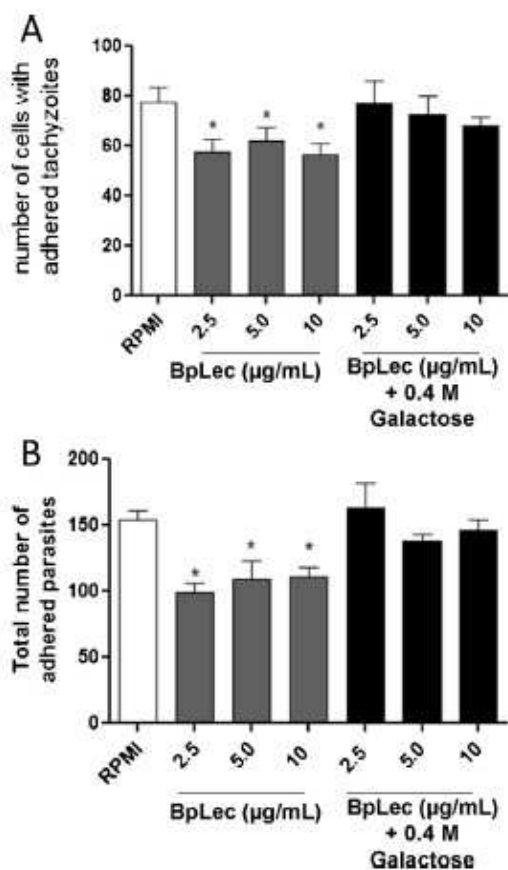 A
number of cells with
adhered tachyzoites
100
80
60
40
20
0
* * *
RPMI 2.5 5.0 10 2.5 5.0 10
BpLec (µg/mL) BpLec (µg/mL)
+ 0.4 M
Galactose
B
Total number of
adhered parasites
200
150
100
50
0
* * *
RPMI 2.5 5.0 10 2.5 5.0 10
BpLec (µg/mL) BpLec (µg/mL)
+ 0.4 M
Galactose